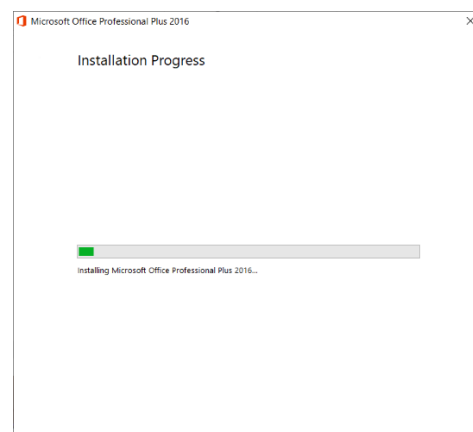 Microsoft Office Professional Plus 2016
Installation Progress
Installing Microsoft Office Professional Plus 2016...